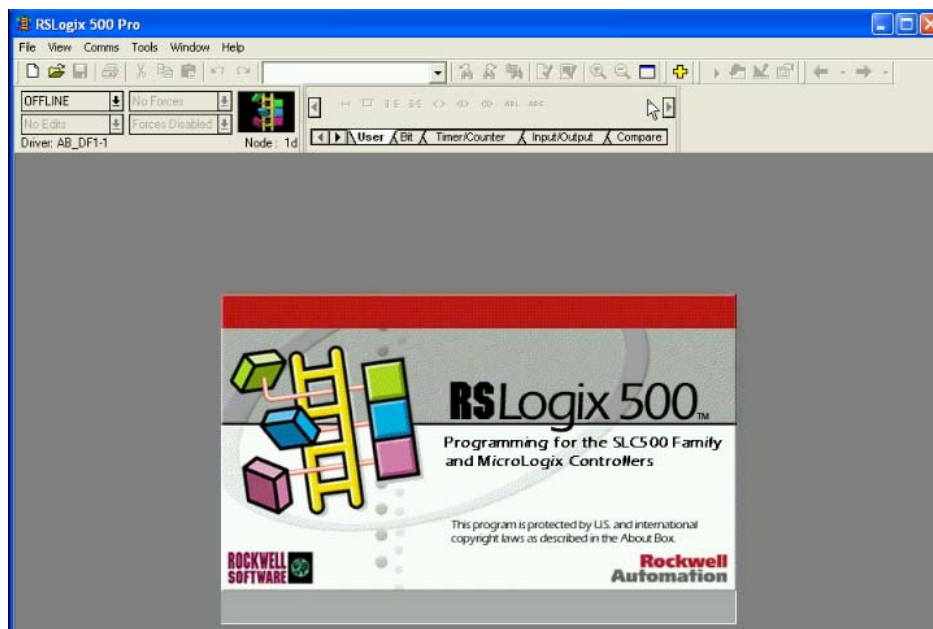 RSLogix 500 Pro
File View Comms Tools Window Help
OFFLINE No Forces
No Edits Forces Disabled
Driver: AB_DF1-1 Node: 1d
ABL ABS
User Bit Timer/Counter Input/Output Compare
RSLogix 500 TM
Programming for the SLC500 Family
and MicroLogix Controllers
This program is protected by U.S. and international
copyright laws as described in the About Box.
ROCKWELL
SOFTWARE
Rockwell
Automation